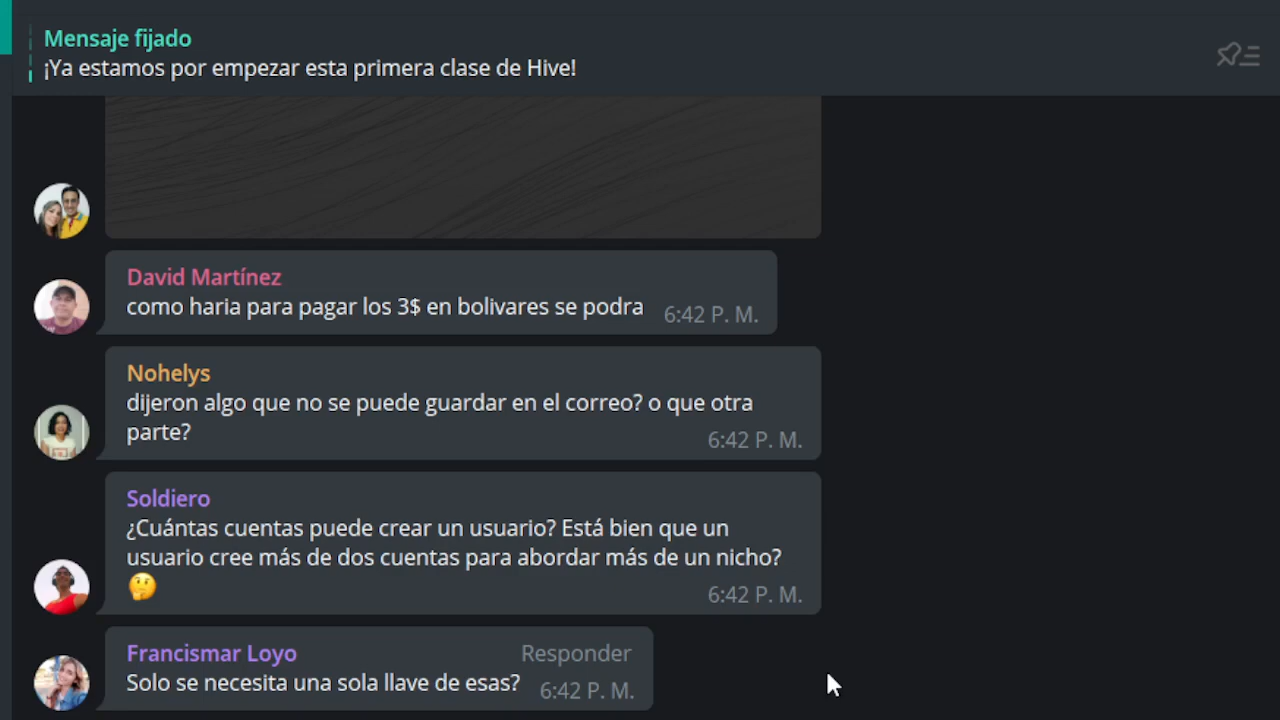 Mensaje fijado
¡Ya estamos por empezar esta primera clase de Hive!
David Martínez
como haria para pagar los 3$ en bolivares se podra 6:42 P. M.
Nohelys
dijeron algo que no se puede guardar en el correo? o que otra
parte? 6:42 P. M.
Soldiero
¿Cuántas cuentas puede crear un usuario? Está bien que un
usuario cree más de dos cuentas para abordar más de un nicho?
🤔 6:42 P. M.
Francismar Loyo Responder
Solo se necesita una sola llave de esas? 6:42 P. M.